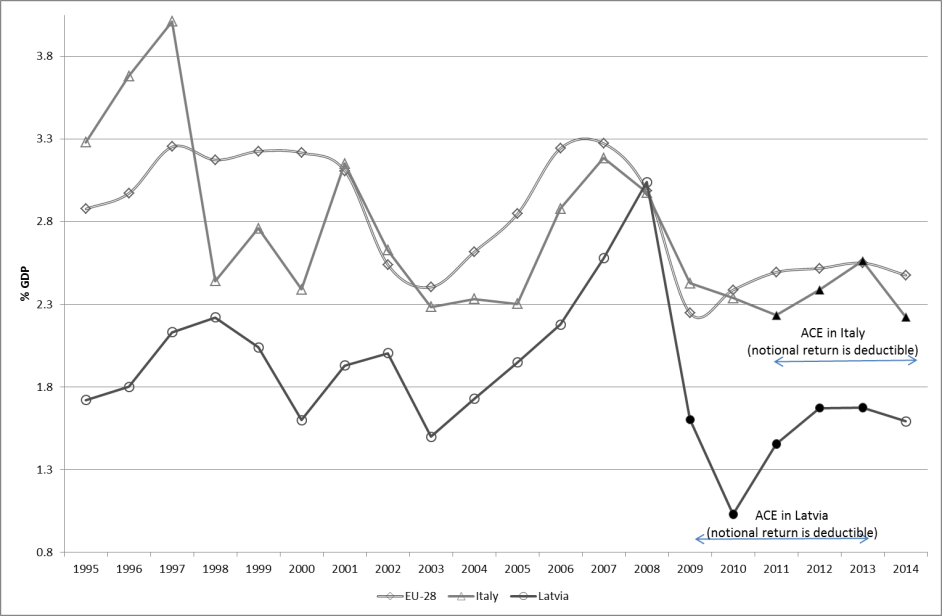 3.8
3.3
2.8
% GDP
2.3
ACE in Italy
(notional return is deductible)
1.8
1.3
ACE in Latvia
(notional return is deductible)
0.8
1995 1996 1997 1998 1999 2000 2001 2002 2003 2004 2005 2006 2007 2008 2009 2010 2011 2012 2013 2014
EU-28 Italy Latvia